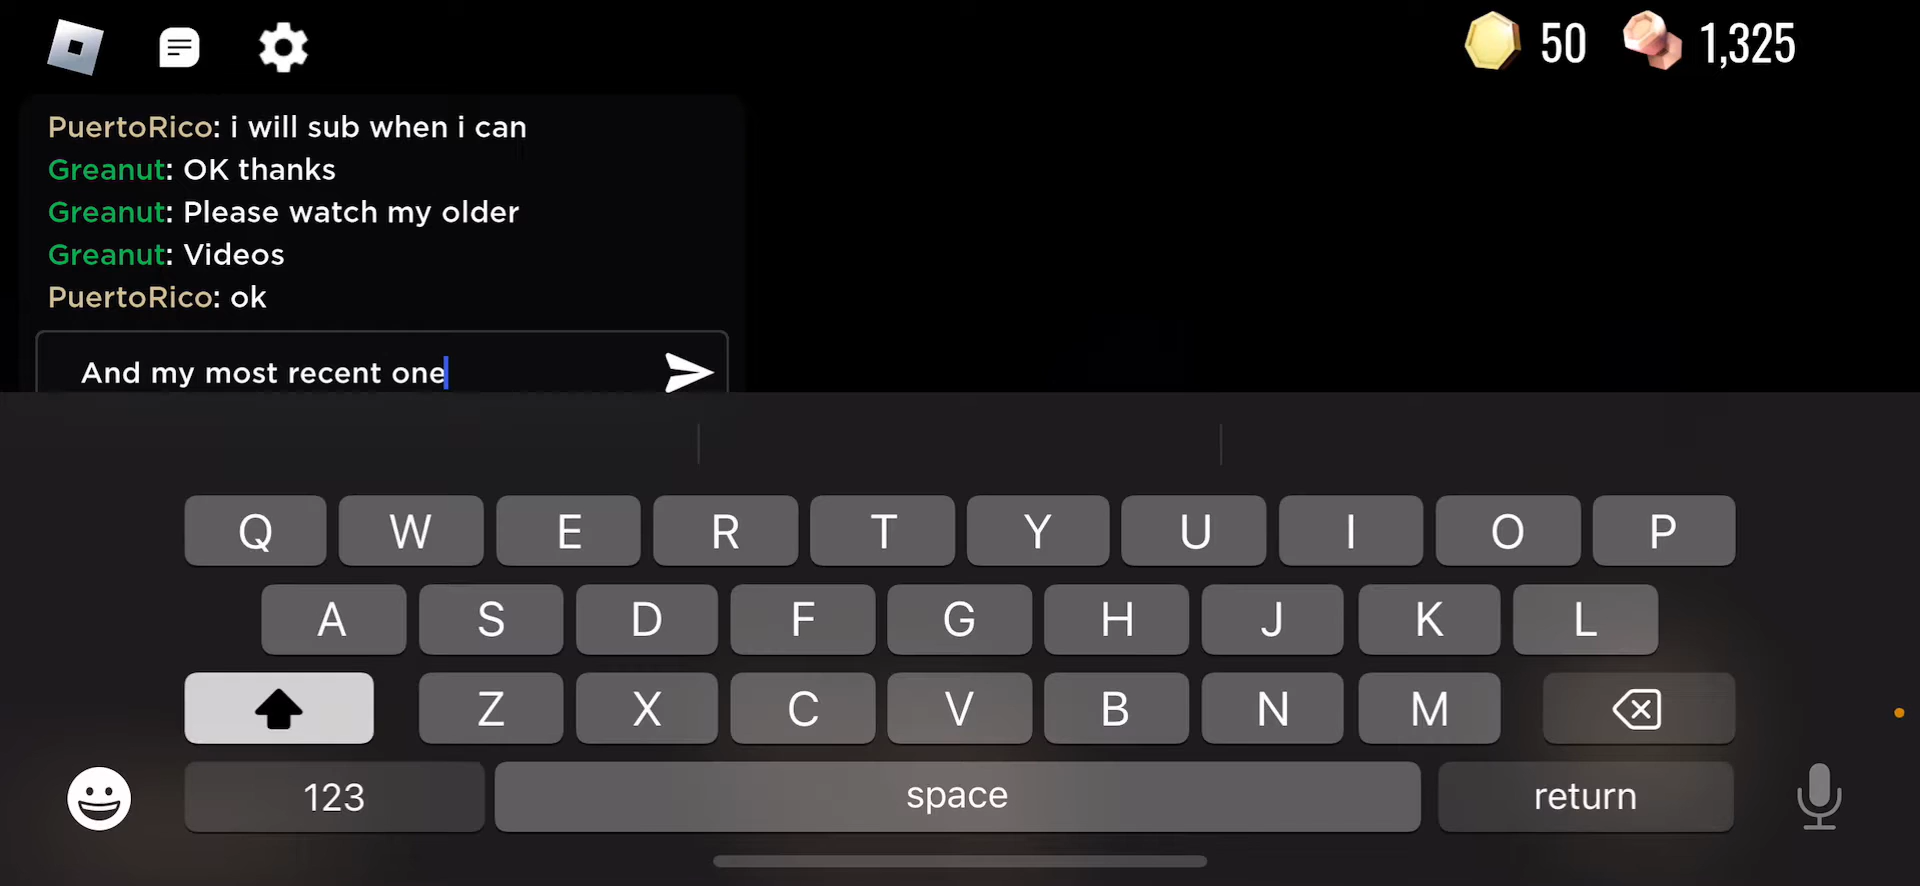 50 1,325
PuertoRico: i will sub when i can
Greanut: OK thanks
Greanut: Please watch my older
Greanut: Videos
PuertoRico: ok
And my most recent one
Q W E R T Y U I O P
A S D F G H J K L
Z X C V B N M
123 space return